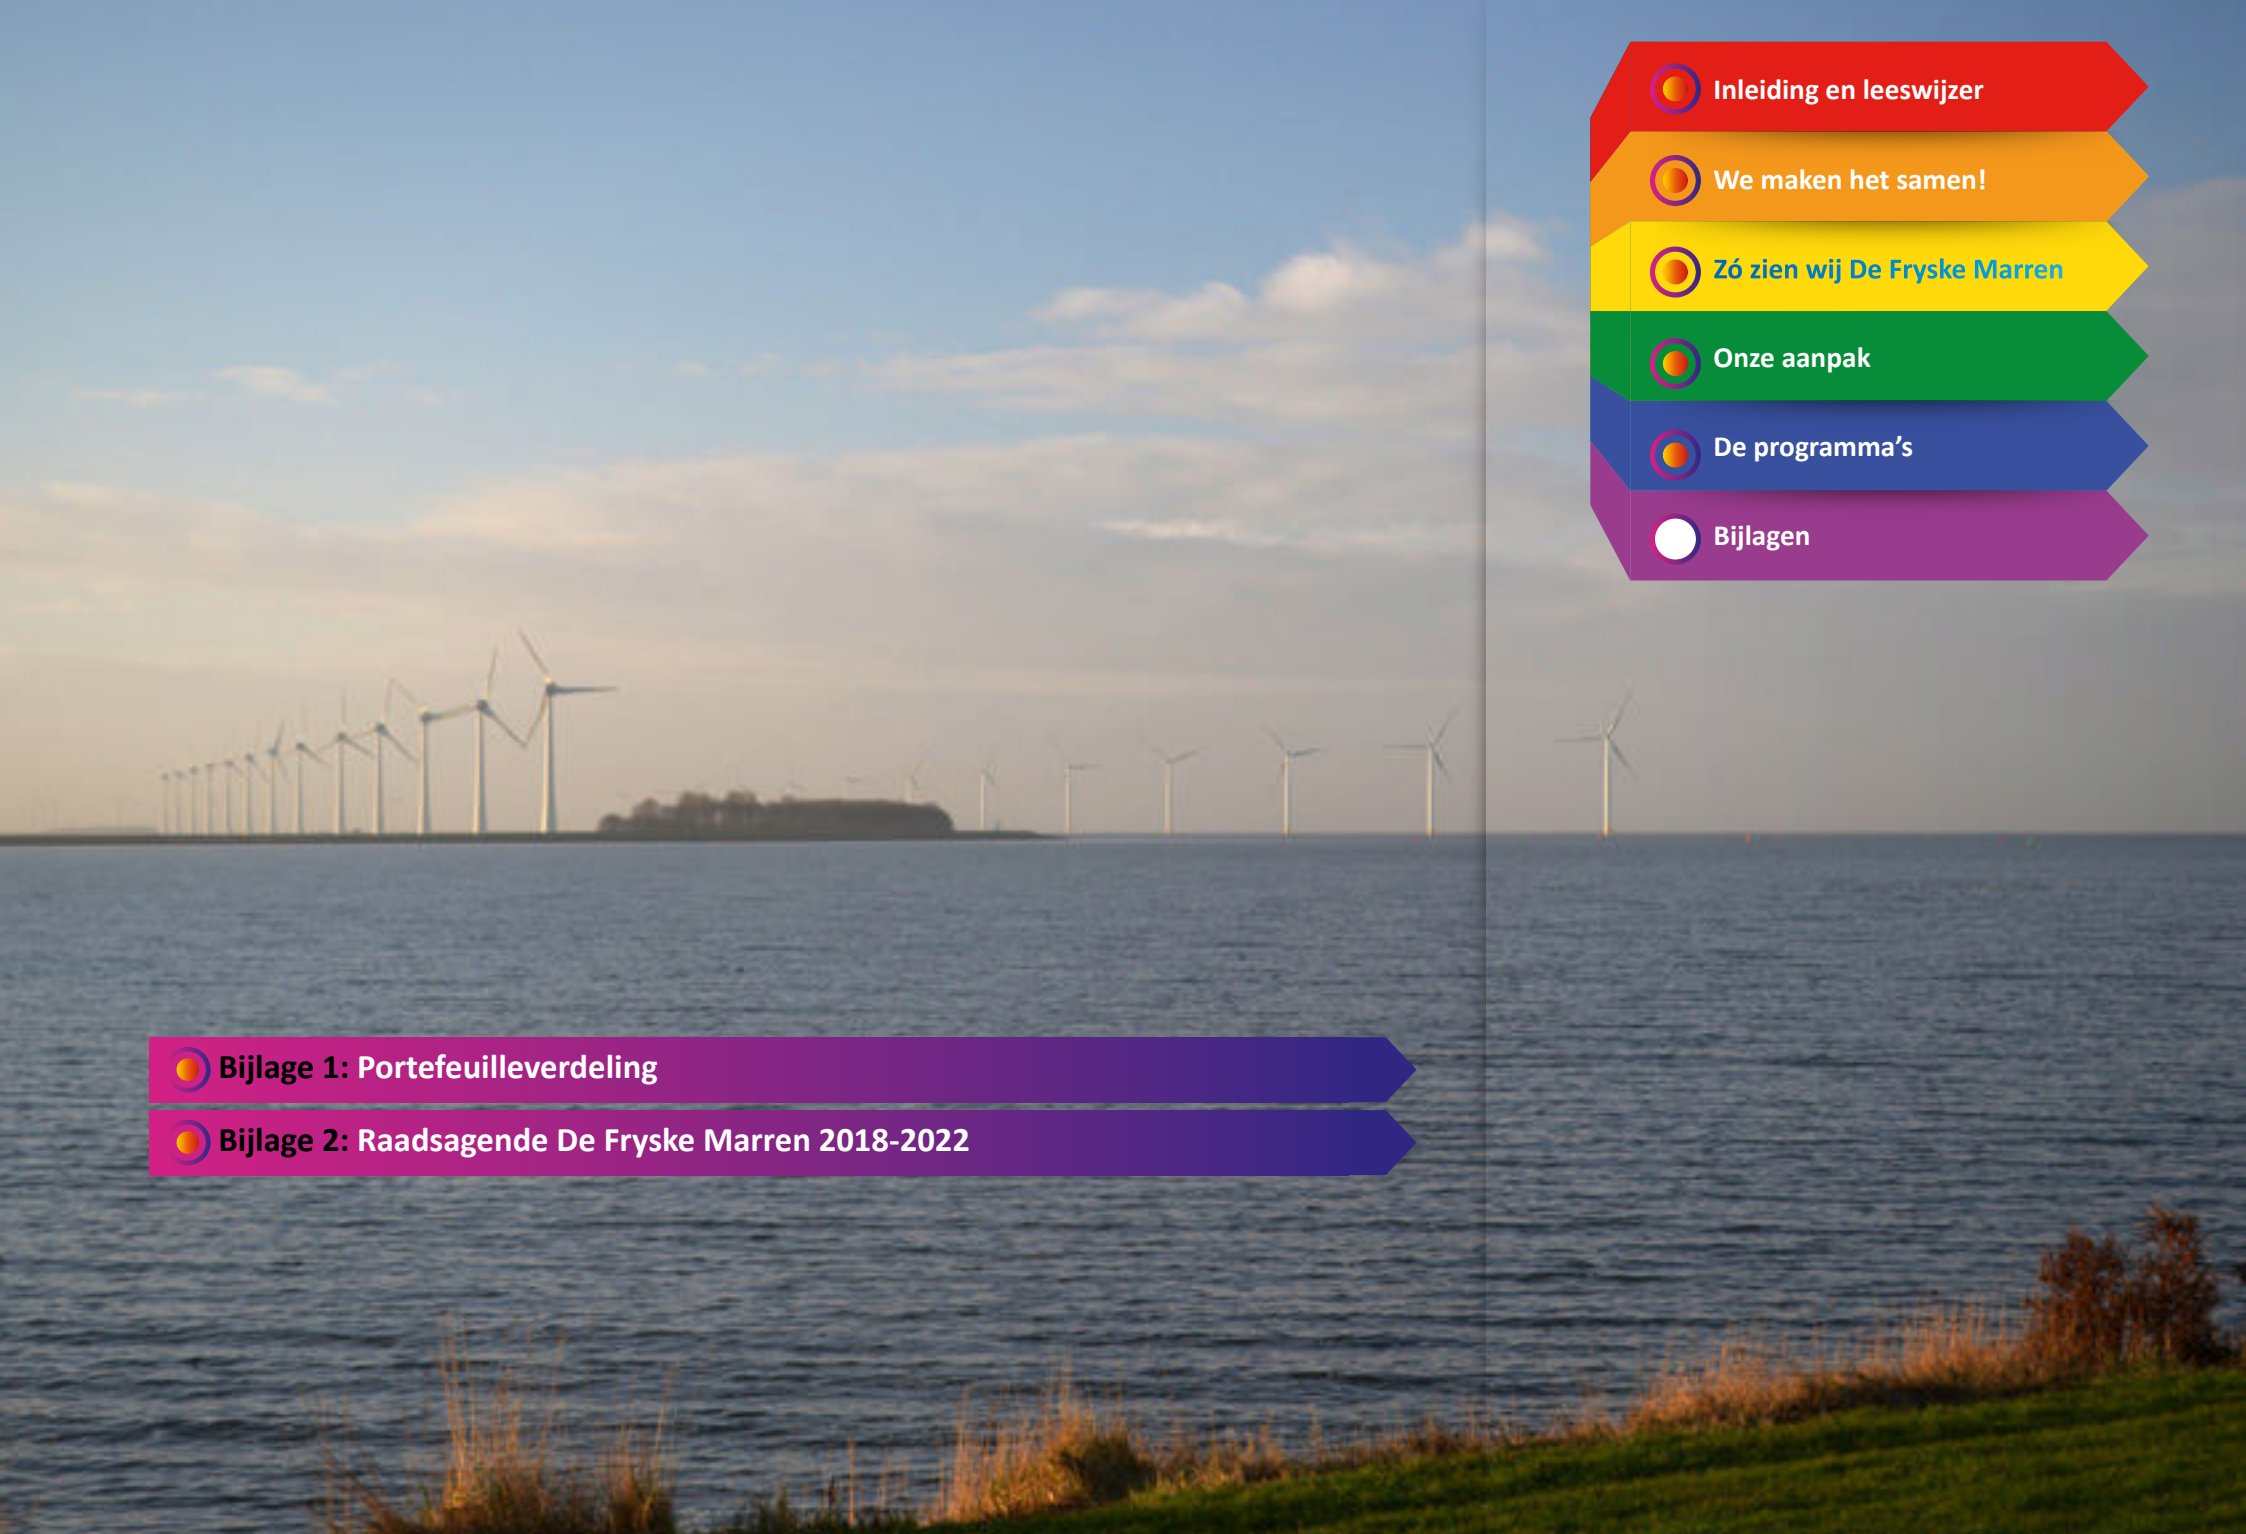 Inleiding en leeswijzer
We maken het samen!
Zó zien wij De Fryske Marren
Onze aanpak
De programma's
Bijlagen
Bijlage 1: Portefeuilleverdeling
Bijlage 2: Raadsagende De Fryske Marren 2018-2022